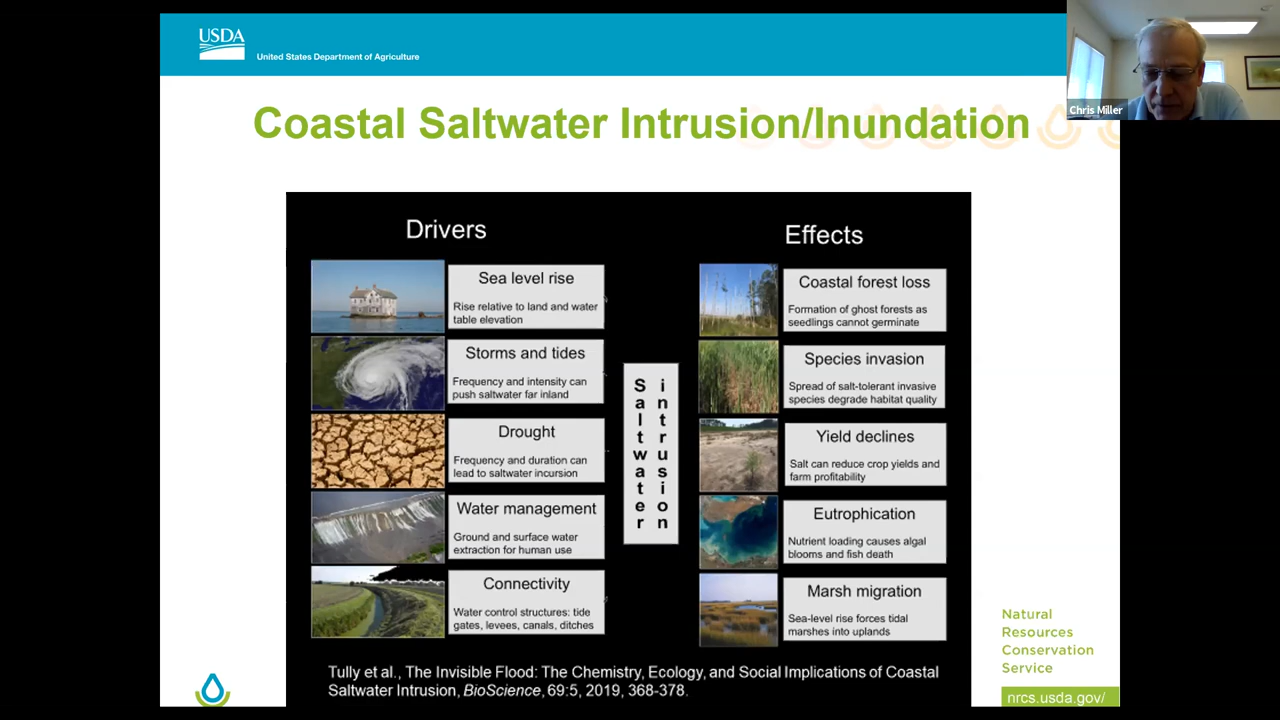 USDA
United States Department of Agriculture
Chris Miller
Coastal Saltwater Intrusion/Inundation
Drivers
Sea level rise
Rise relative to land and water
table elevation
Storms and tides
Frequency and intensity can
push saltwater far inland
Drought
Frequency and duration can
lead to saltwater incursion
Water management
Ground and surface water
extraction for human use
Connectivity
Water control structures: tide
gates, levees, canals, ditches
Saltwater
intrusion
Effects
Coastal forest loss
Formation of ghost forests as
seedlings cannot germinate
Species invasion
Spread of salt-tolerant invasive
species degrade habitat quality
Yield declines
Salt can reduce crop yields and
farm profitability
Eutrophication
Nutrient loading causes algal
blooms and fish death
Marsh migration
Sea-level rise forces tidal
marshes into uplands
Tully et al., The Invisible Flood: The Chemistry, Ecology, and Social Implications of Coastal
Saltwater Intrusion, BioScience, 69:5, 2019, 368-378.
Natural
Resources
Conservation
Service
nrcs.usda.gov/